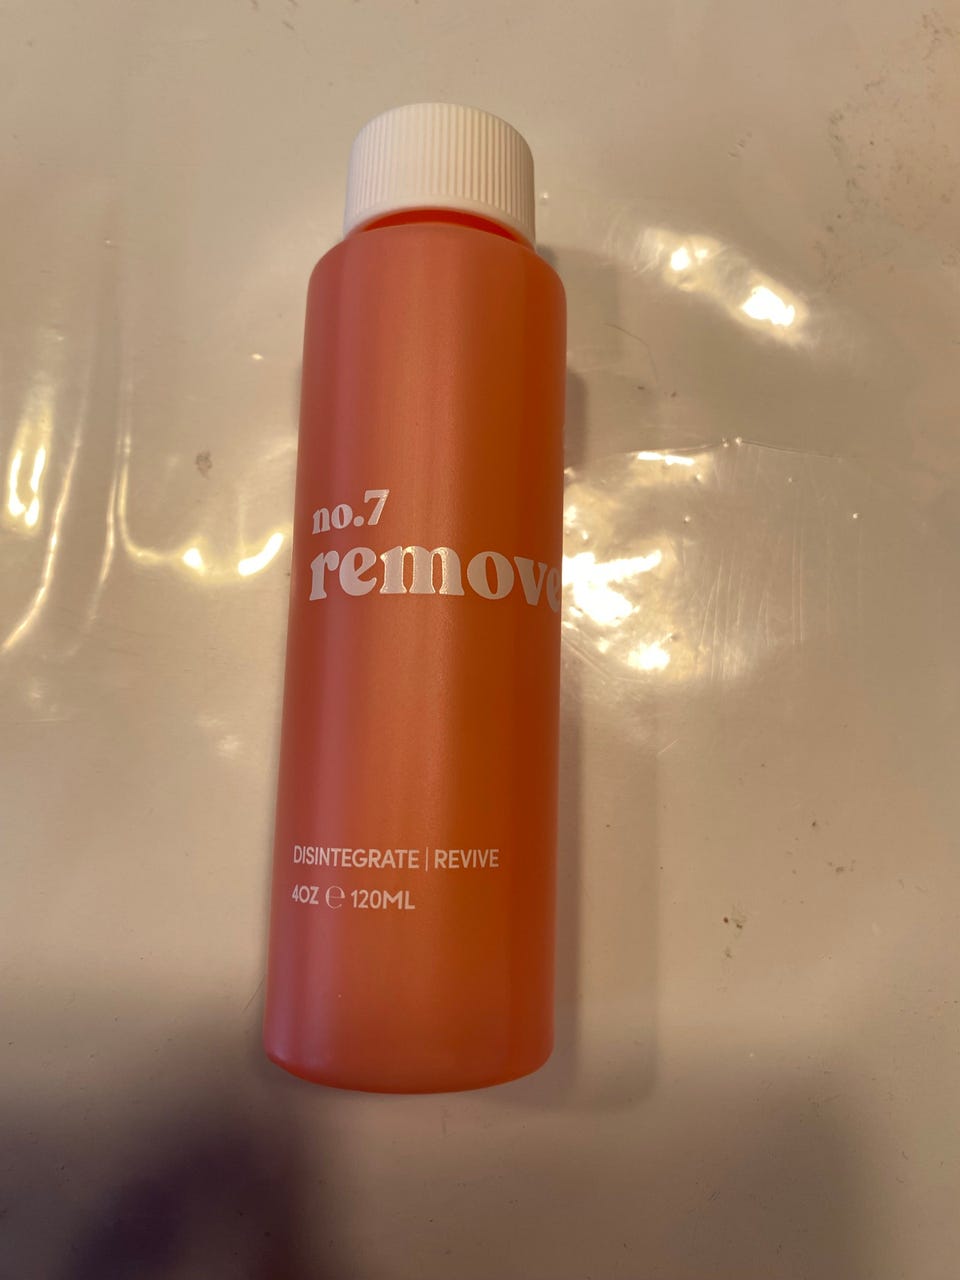 no.7
remove
DISINTEGRATE | REVIVE
4OZ ℮ 120ML